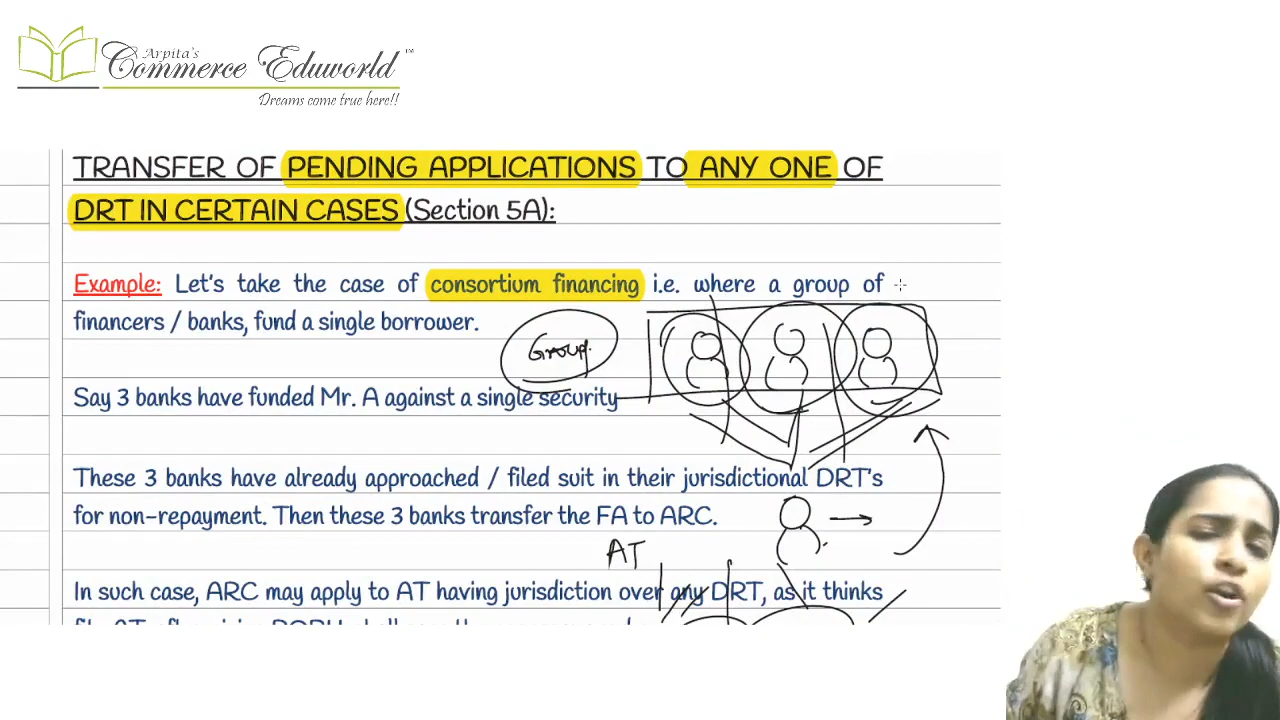 Arpita's
Commerce Eduworld™
Dreams come true here!!
TRANSFER OF PENDING APPLICATIONS TO ANY ONE OF
DRT IN CERTAIN CASES (Section 5A):
Example: Let's take the case of consortium financing i.e. where a group of
financers / banks, fund a single borrower.
Group
Say 3 banks have funded Mr. A against a single security
These 3 banks have already approached / filed suit in their jurisdictional DRT's
for non-repayment. Then these 3 banks transfer the FA to ARC.
AT
In such case, ARC may apply to AT having jurisdiction over any DRT, as it thinks